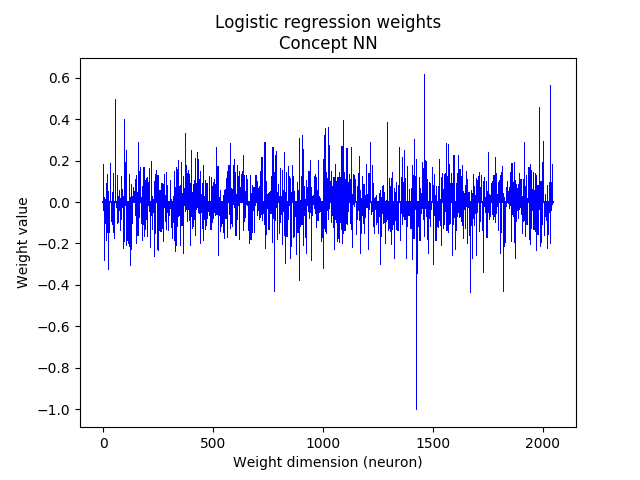 Logistic regression weights
Concept NN
0.6
0.4
0.2
0.0
−0.2
−0.4
−0.6
−0.8
−1.0
Weight value
0 500 1000 1500 2000
Weight dimension (neuron)